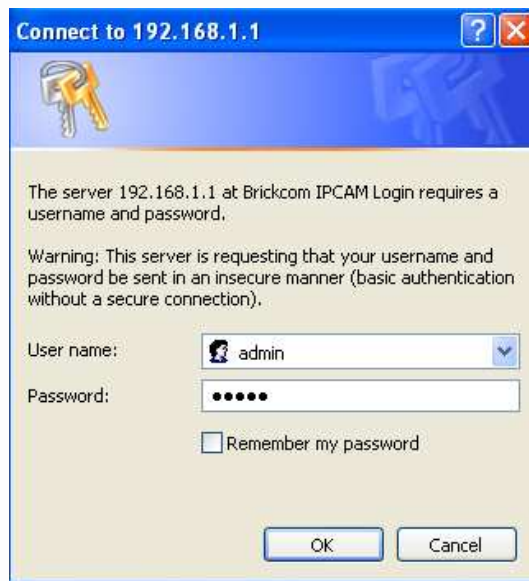 Connect to 192.168.1.1
The server 192.168.1.1 at Brickcom IPCAM Login requires a
username and password.
Warning: This server is requesting that your username and
password be sent in an insecure manner (basic authentication
without a secure connection).
User name:
admin
Password:
•••••
Remember my password
OK
Cancel